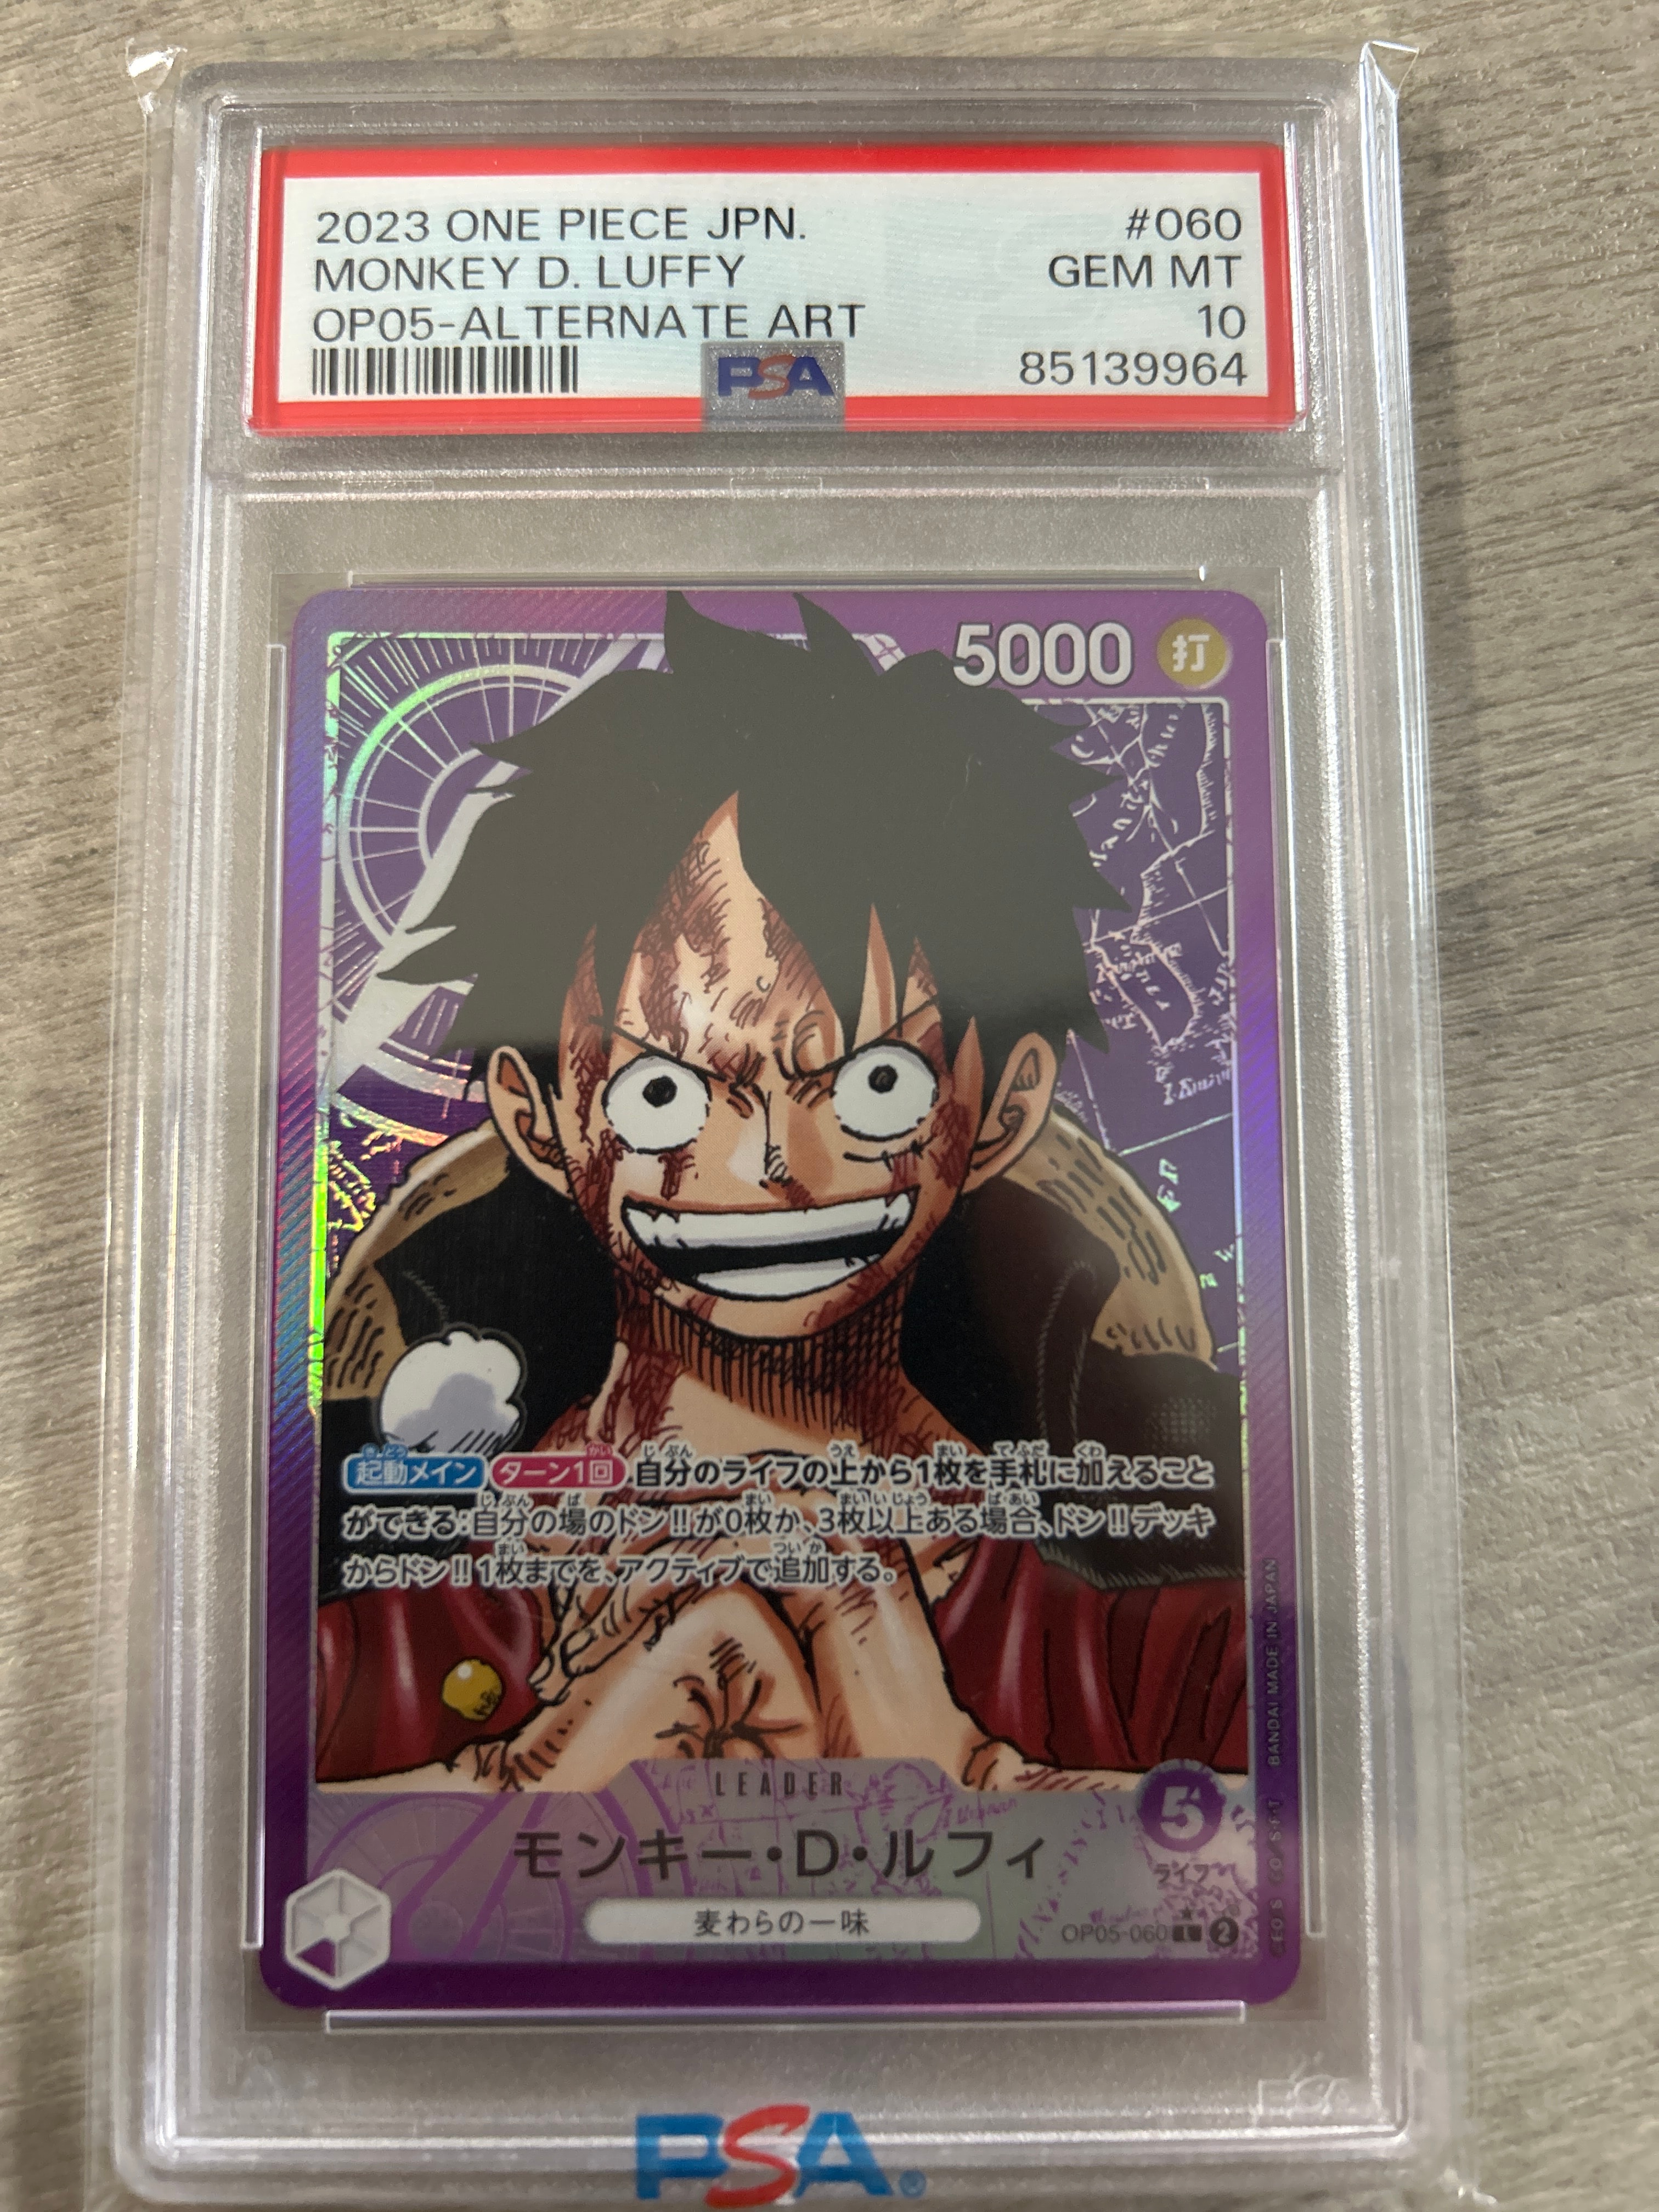 2023 ONE PIECE JPN. #060
MONKEY D. LUFFY GEM MT
OP05-ALTERNATE ART 10
PSA 85139964
5000 打
起動メイン ターン1回 自分のライフの上から1枚を手札に加えること
ができる:自分の場のドン!!が0枚か、3枚以上ある場合、ドン!!デッキ
からドン!!1枚までを、アクティブで追加する。
BANDAI MADE IN JAPAN
LEADER
5
モンキー・D・ルフィ
ライフ
麦わらの一味
OP05-060 L 2
PSA